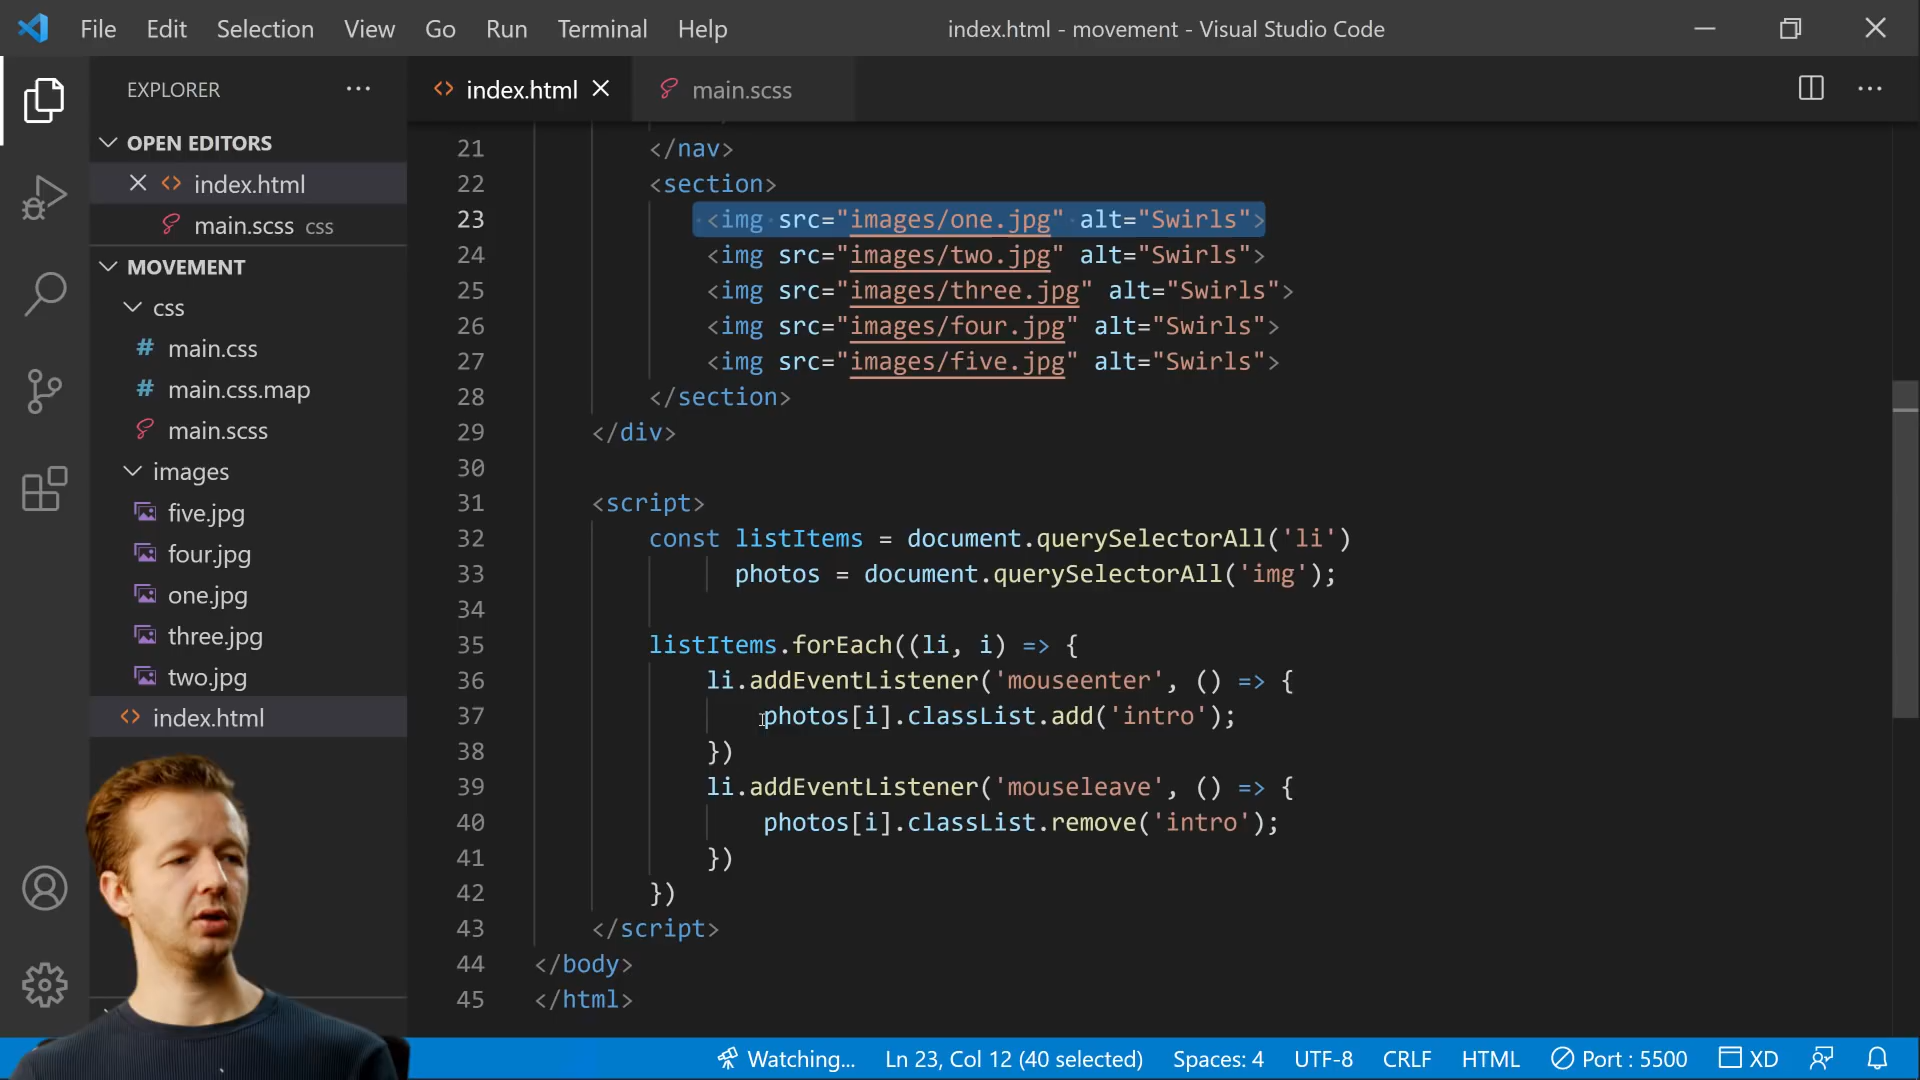 File Edit Selection View Go Run Terminal Help index.html - movement - Visual Studio Code
EXPLORER ···
OPEN EDITORS
index.html
main.scss css
MOVEMENT
css
main.css
main.css.map
main.scss
images
five.jpg
four.jpg
one.jpg
three.jpg
two.jpg
index.html
index.html main.scss ···
21 </nav>
22 <section>
23 <img src="images/one.jpg" alt="Swirls">
24 <img src="images/two.jpg" alt="Swirls">
25 <img src="images/three.jpg" alt="Swirls">
26 <img src="images/four.jpg" alt="Swirls">
27 <img src="images/five.jpg" alt="Swirls">
28 </section>
29 </div>
30
31 <script>
32 const listItems = document.querySelectorAll('li')
33 photos = document.querySelectorAll('img');
34
35 listItems.forEach((li, i) => {
36 li.addEventListener('mouseenter', () => {
37 photos[i].classList.add('intro');
38 })
39 li.addEventListener('mouseleave', () => {
40 photos[i].classList.remove('intro');
41 })
42 })
43 </script>
44 </body>
45 </html>
Watching... Ln 23, Col 12 (40 selected) Spaces: 4 UTF-8 CRLF HTML Port : 5500 XD